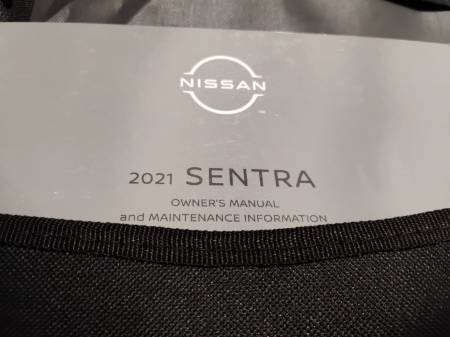 NISSAN
2021 SENTRA
OWNER'S MANUAL
and MAINTENANCE INFORMATION